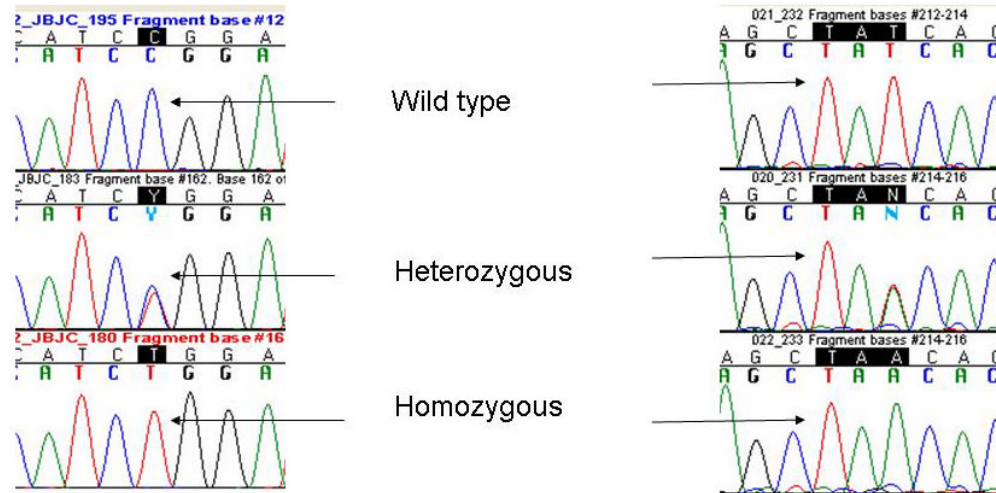 2_JBJC_195 Fragment base #12
C A T C C G G A
A T C C G G A
Wild type
JBJC_183 Fragment base #162. Base 162 of
C A T C Y G G A
A T C Y G G A
Heterozygous
2_JBJC_180 Fragment base #16
C A T C T G G A
A T C T G G A
Homozygous
021_232 Fragment bases #212-214
A G C T A T C A C
A G C T A T C A C
020_231 Fragment bases #214-216
A G C T A N C A C
A G C T A N C A C
022_233 Fragment bases #214-216
A G C T A A C A C
A G C T A A C A C